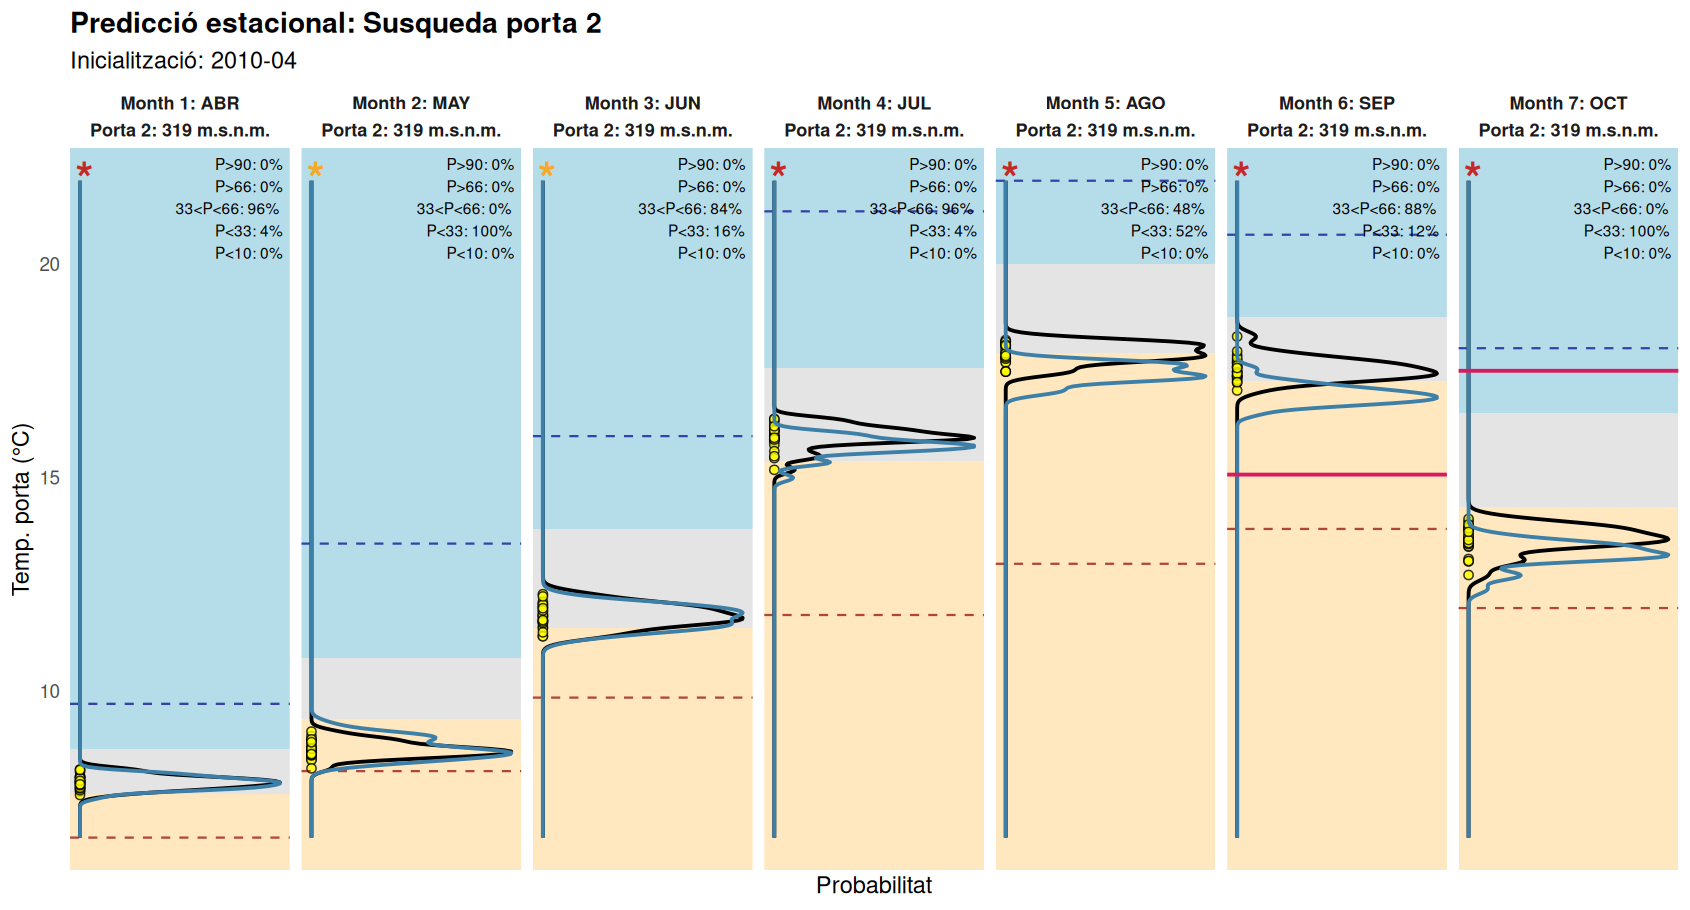 Predicció estacional: Susqueda porta 2
Inicialització: 2010-04
Month 1: ABR
Porta 2: 319 m.s.n.m.
*
P>90: 0%
P>66: 0%
33<P<66: 96%
P<33: 4%
P<10: 0%
Month 2: MAY
Porta 2: 319 m.s.n.m.
*
P>90: 0%
P>66: 0%
33<P<66: 0%
P<33: 100%
P<10: 0%
Month 3: JUN
Porta 2: 319 m.s.n.m.
*
P>90: 0%
P>66: 0%
33<P<66: 84%
P<33: 16%
P<10: 0%
Month 4: JUL
Porta 2: 319 m.s.n.m.
*
P>90: 0%
P>66: 0%
33<P<66: 96%
P<33: 4%
P<10: 0%
Month 5: AGO
Porta 2: 319 m.s.n.m.
*
P>90: 0%
P>66: 0%
33<P<66: 48%
P<33: 52%
P<10: 0%
Month 6: SEP
Porta 2: 319 m.s.n.m.
*
P>90: 0%
P>66: 0%
33<P<66: 88%
P<33: 12%
P<10: 0%
Month 7: OCT
Porta 2: 319 m.s.n.m.
*
P>90: 0%
P>66: 0%
33<P<66: 0%
P<33: 100%
P<10: 0%
Temp. porta (°C)
20
15
10
Probabilitat